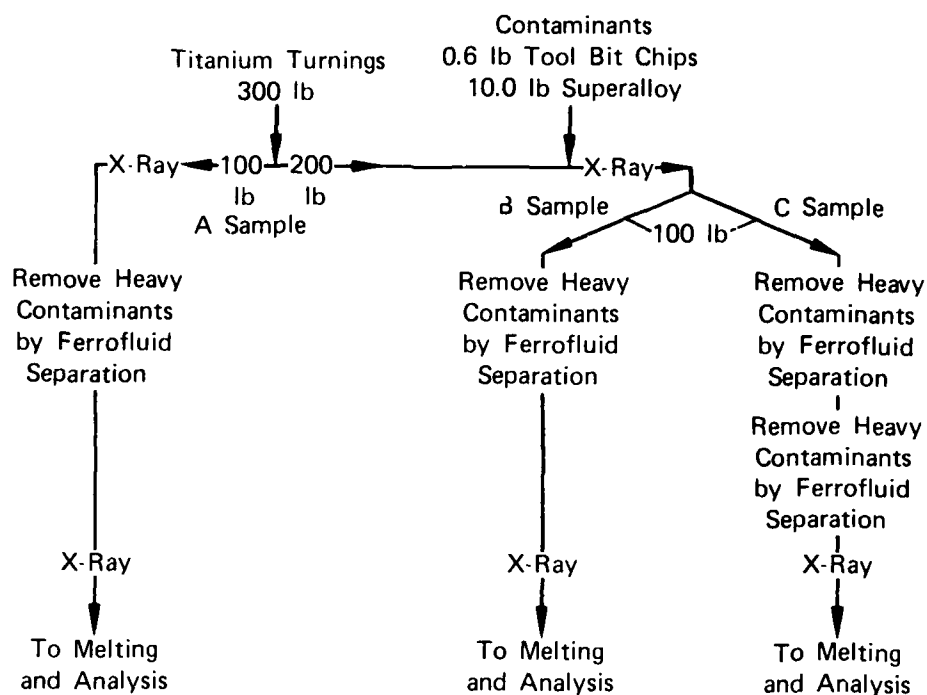 Contaminants
0.6 lb Tool Bit Chips
10.0 lb Superalloy
Titanium Turnings
300 lb
X-Ray
100
lb
200
lb
A Sample
X-Ray
B Sample
C Sample
100 lb
Remove Heavy
Contaminants
by Ferrofluid
Separation
Remove Heavy
Contaminants
by Ferrofluid
Separation
Remove Heavy
Contaminants
by Ferrofluid
Separation
Remove Heavy
Contaminants
by Ferrofluid
Separation
X-Ray
X-Ray
X-Ray
To Melting
and Analysis
To Melting
and Analysis
To Melting
and Analysis